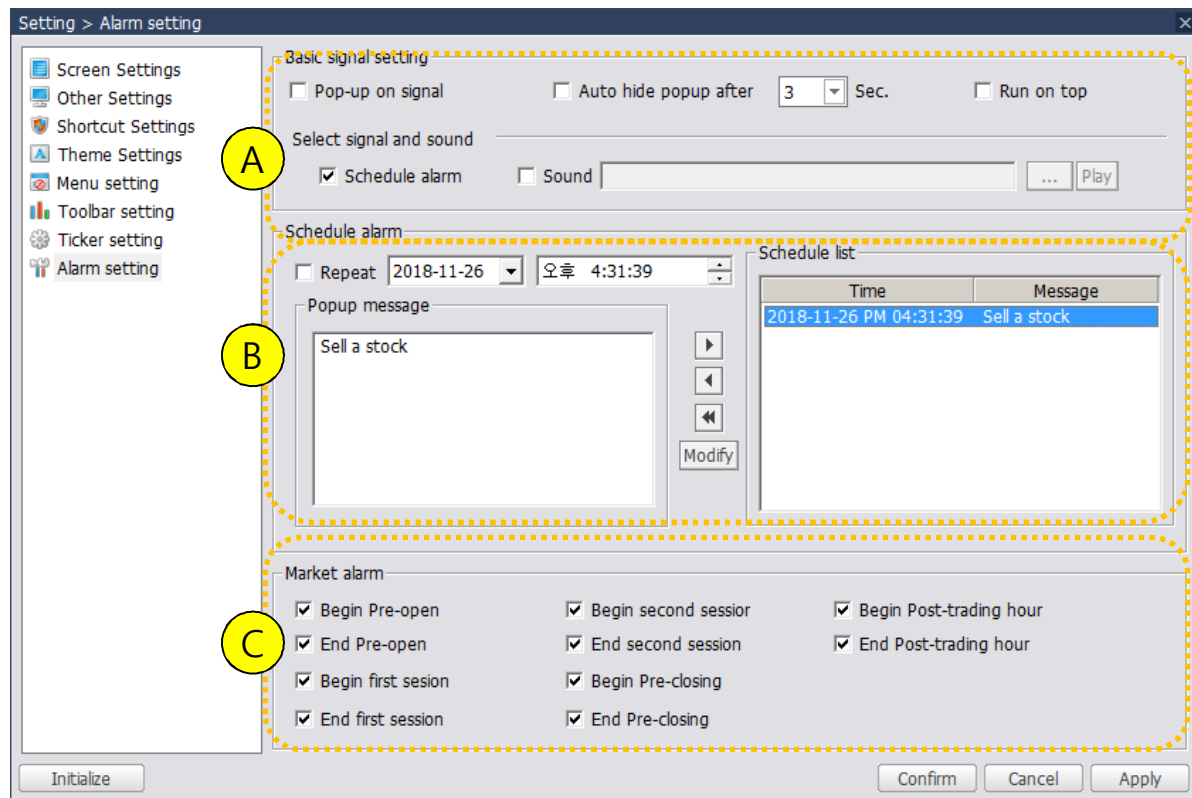 Setting > Alarm setting
Screen Settings
Other Settings
Shortcut Settings
Theme Settings
Menu setting
Toolbar setting
Ticker setting
Alarm setting
A
Basic signal setting
Pop-up on signal
Auto hide popup after 3 Sec.
Run on top
Select signal and sound
Schedule alarm
Sound
...
Play
B
Schedule alarm
Repeat 2018-11-26 오후 4:31:39
Popup message
Sell a stock
Modify
Schedule list
Time Message
2018-11-26 PM 04:31:39 Sell a stock
C
Market alarm
Begin Pre-open
End Pre-open
Begin first sesion
End first session
Begin second sessior
End second session
Begin Pre-closing
End Pre-closing
Begin Post-trading hour
End Post-trading hour
Initialize
Confirm
Cancel
Apply